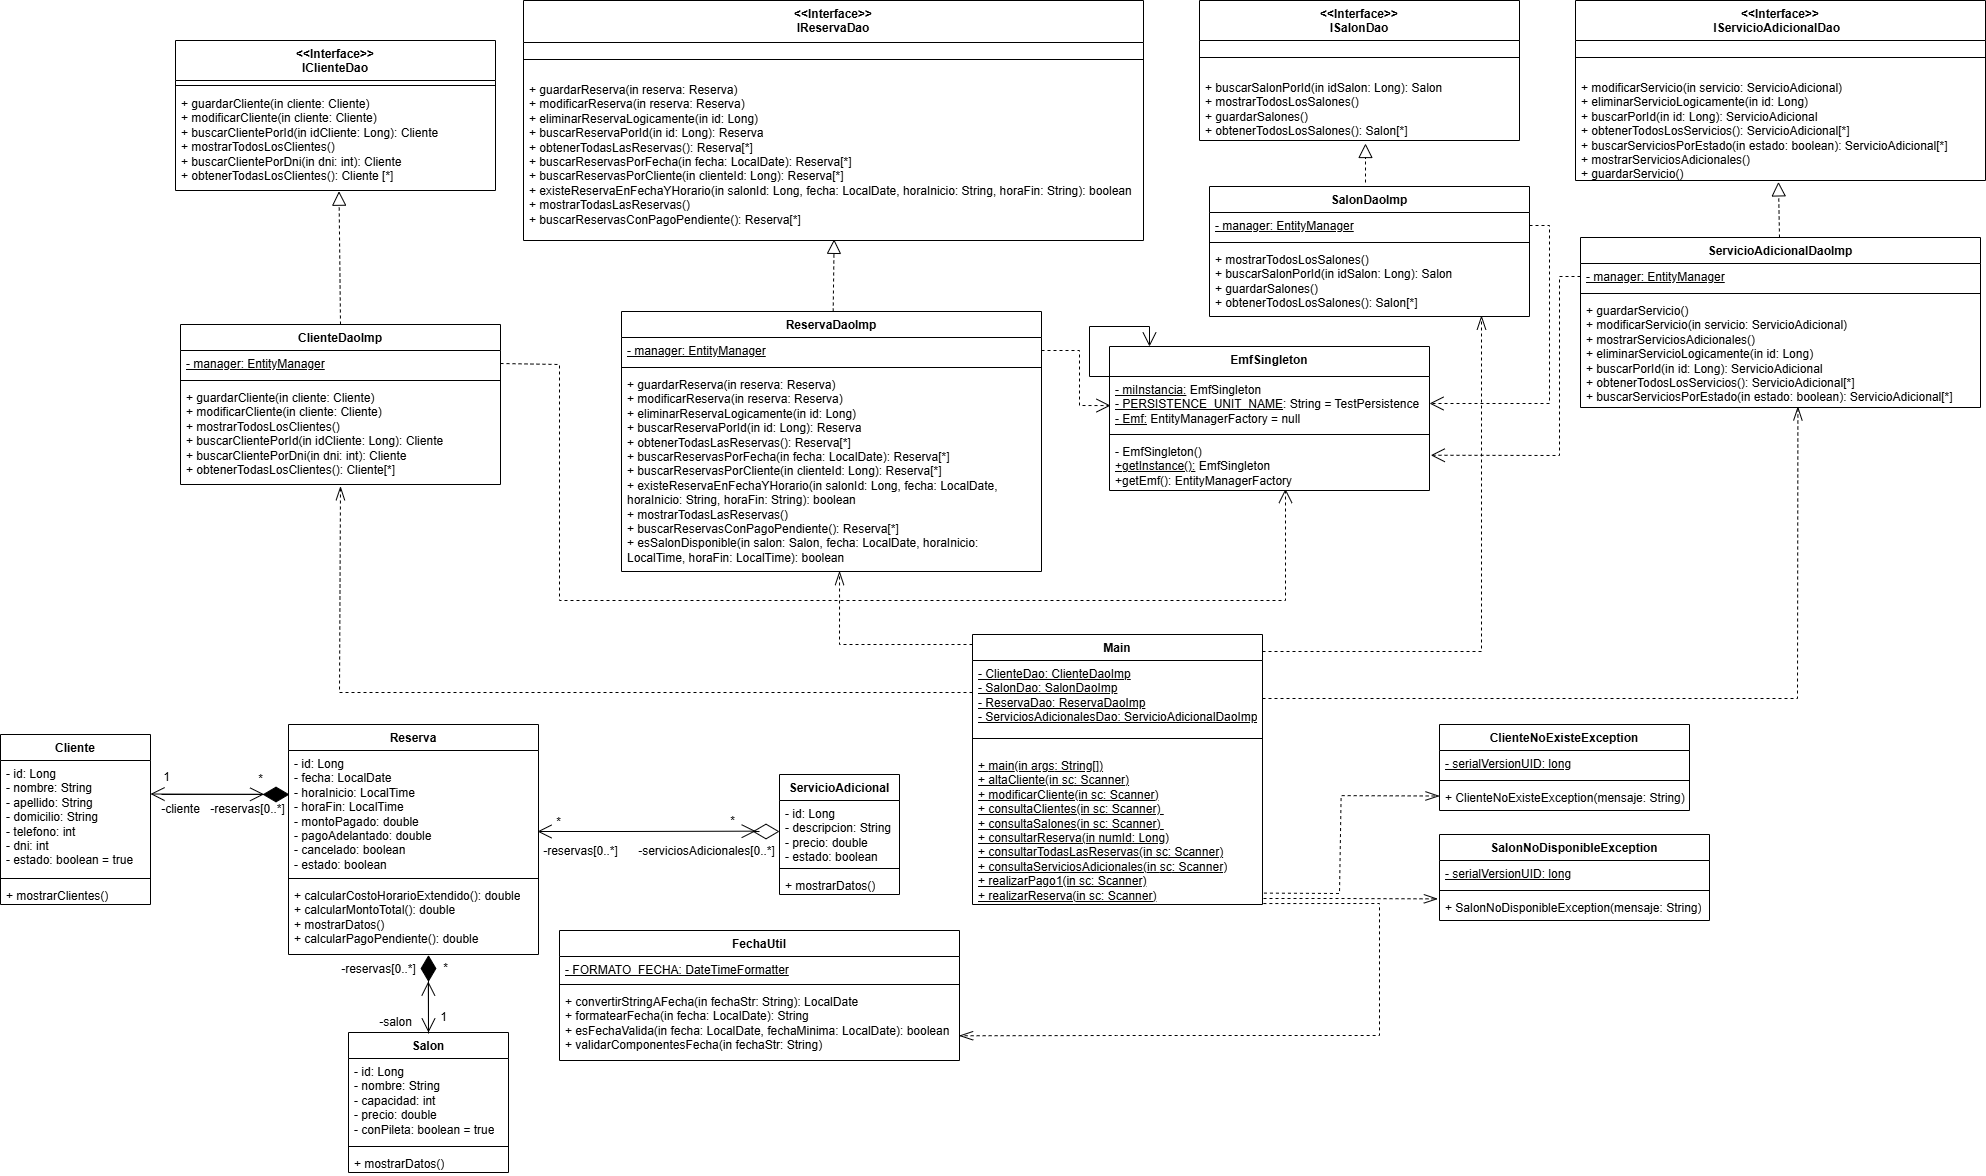 <<Interface>>
IClienteDao
+ guardarCliente(in cliente: Cliente)
+ modificarCliente(in cliente: Cliente)
+ buscarClientePorId(in idCliente: Long): Cliente
+ mostrarTodosLosClientes()
+ buscarClientePorDni(in dni: int): Cliente
+ obtenerTodasLosClientes(): Cliente [*]
<<Interface>>
IReservaDao
+ guardarReserva(in reserva: Reserva)
+ modificarReserva(in reserva: Reserva)
+ eliminarReservaLogicamente(in id: Long)
+ buscarReservaPorId(in id: Long): Reserva
+ obtenerTodasLasReservas(): Reserva[*]
+ buscarReservasPorFecha(in fecha: LocalDate): Reserva[*]
+ buscarReservasPorCliente(in clienteId: Long): Reserva[*]
+ existeReservaEnFechaYHorario(in salonId: Long, fecha: LocalDate, horaInicio: String, horaFin: String): boolean
+ mostrarTodasLasReservas()
+ buscarReservasConPagoPendiente(): Reserva[*]
<<Interface>>
ISalonDao
+ buscarSalonPorId(in idSalon: Long): Salon
+ mostrarTodosLosSalones()
+ guardarSalones()
+ obtenerTodosLosSalones(): Salon[*]
<<Interface>>
IServicioAdicionalDao
+ modificarServicio(in servicio: ServicioAdicional)
+ eliminarServicioLogicamente(in id: Long)
+ buscarPorId(in id: Long): ServicioAdicional
+ obtenerTodosLosServicios(): ServicioAdicional[*]
+ buscarServiciosPorEstado(in estado: boolean): ServicioAdicional[*]
+ mostrarServiciosAdicionales()
+ guardarServicio()
ClienteDaoImp
- manager: EntityManager
+ guardarCliente(in cliente: Cliente)
+ modificarCliente(in cliente: Cliente)
+ mostrarTodosLosClientes()
+ buscarClientePorId(in idCliente: Long): Cliente
+ buscarClientePorDni(in dni: int): Cliente
+ obtenerTodasLosClientes(): Cliente[*]
ReservaDaoImp
- manager: EntityManager
+ guardarReserva(in reserva: Reserva)
+ modificarReserva(in reserva: Reserva)
+ eliminarReservaLogicamente(in id: Long)
+ buscarReservaPorId(in id: Long): Reserva
+ obtenerTodasLasReservas(): Reserva[*]
+ buscarReservasPorFecha(in fecha: LocalDate): Reserva[*]
+ buscarReservasPorCliente(in clienteId: Long): Reserva[*]
+ existeReservaEnFechaYHorario(in salonId: Long, fecha: LocalDate,
horaInicio: String, horaFin: String): boolean
+ mostrarTodasLasReservas()
+ buscarReservasConPagoPendiente(): Reserva[*]
+ esSalonDisponible(in salon: Salon, fecha: LocalDate, horaInicio:
LocalTime, horaFin: LocalTime): boolean
SalonDaoImp
- manager: EntityManager
+ mostrarTodosLosSalones()
+ buscarSalonPorId(in idSalon: Long): Salon
+ guardarSalones()
+ obtenerTodosLosSalones(): Salon[*]
ServicioAdicionalDaoImp
- manager: EntityManager
+ guardarServicio()
+ modificarServicio(in servicio: ServicioAdicional)
+ mostrarServiciosAdicionales()
+ eliminarServicioLogicamente(in id: Long)
+ buscarPorId(in id: Long): ServicioAdicional
+ obtenerTodosLosServicios(): ServicioAdicional[*]
+ buscarServiciosPorEstado(in estado: boolean): ServicioAdicional[*]
EmfSingleton
- miInstancia: EmfSingleton
- PERSISTENCE_UNIT_NAME: String = TestPersistence
- Emf: EntityManagerFactory = null
- EmfSingleton()
+getInstance(): EmfSingleton
+getEmf(): EntityManagerFactory
Main
- ClienteDao: ClienteDaoImp
- SalonDao: SalonDaoImp
- ReservaDao: ReservaDaoImp
- ServiciosAdicionalesDao: ServicioAdicionalDaoImp
+ main(in args: String[])
+ altaCliente(in sc: Scanner)
+ modificarCliente(in sc: Scanner)
+ consultaClientes(in sc: Scanner)
+ consultaSalones(in sc: Scanner)
+ consultarReserva(in numId: Long)
+ consultarTodasLasReservas(in sc: Scanner)
+ consultaServiciosAdicionales(in sc: Scanner)
+ realizarPago1(in sc: Scanner)
+ realizarReserva(in sc: Scanner)
Cliente
- id: Long
- nombre: String
- apellido: String
- domicilio: String
- telefono: int
- dni: int
- estado: boolean = true
+ mostrarClientes()
1
-cliente
*
-reservas[0..*]
Reserva
- id: Long
- fecha: LocalDate
- horaInicio: LocalTime
- horaFin: LocalTime
- montoPagado: double
- pagoAdelantado: double
- cancelado: boolean
- estado: boolean
+ calcularCostoHorarioExtendido(): double
+ calcularMontoTotal(): double
+ mostrarDatos()
+ calcularPagoPendiente(): double
*
-reservas[0..*]
*
-serviciosAdicionales[0..*]
ServicioAdicional
- id: Long
- descripcion: String
- precio: double
- estado: boolean
+ mostrarDatos()
ClienteNoExisteException
- serialVersionUID: long
+ ClienteNoExisteException(mensaje: String)
SalonNoDisponibleException
- serialVersionUID: long
+ SalonNoDisponibleException(mensaje: String)
FechaUtil
- FORMATO_FECHA: DateTimeFormatter
+ convertirStringAFecha(in fechaStr: String): LocalDate
+ formatearFecha(in fecha: LocalDate): String
+ esFechaValida(in fecha: LocalDate, fechaMinima: LocalDate): boolean
+ validarComponentesFecha(in fechaStr: String)
-reservas[0..*]
*
-salon
1
Salon
- id: Long
- nombre: String
- capacidad: int
- precio: double
- conPileta: boolean = true
+ mostrarDatos()